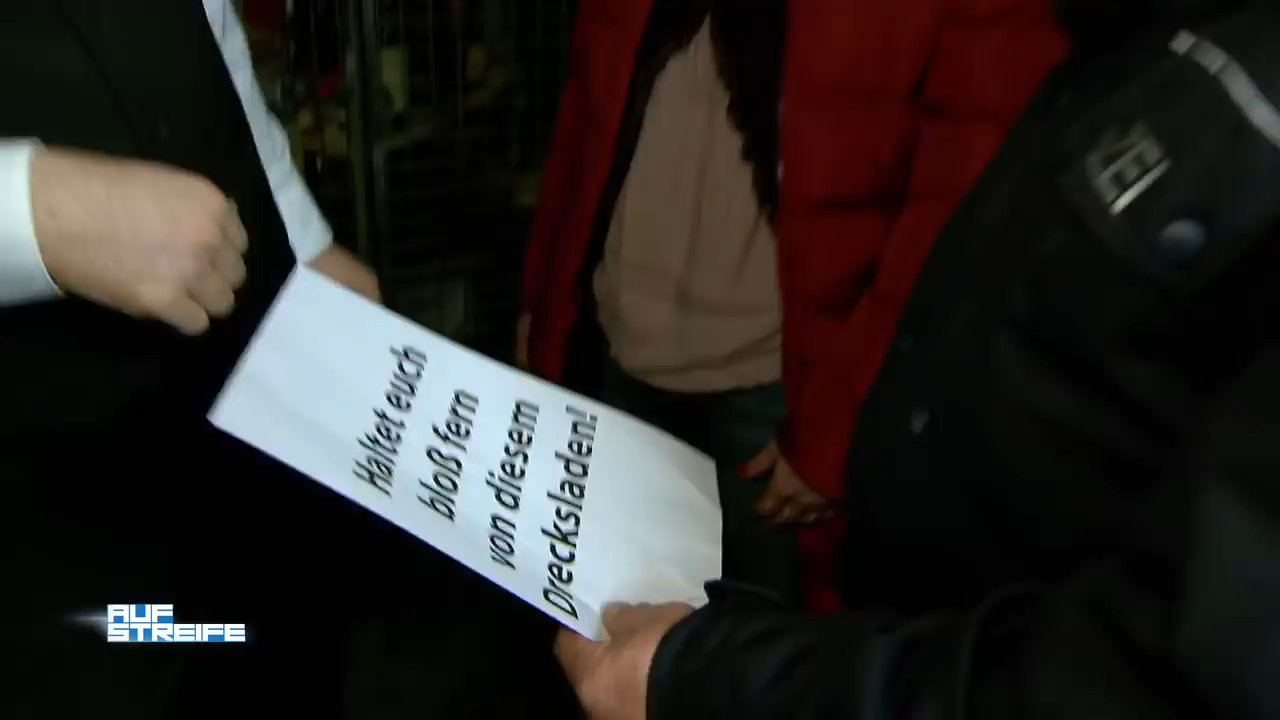 Haltet euch
bloß fern
von diesem
Drecksladen!
AUF
STREIFE